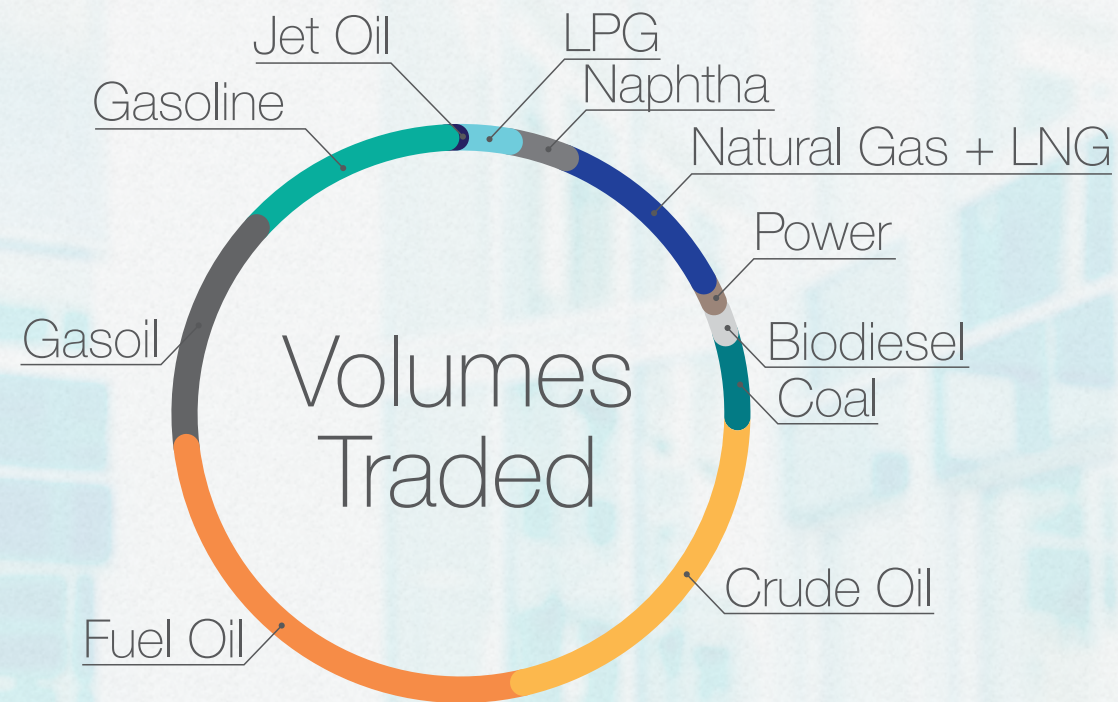 Jet Oil
LPG
Gasoline
Naphtha
Natural Gas + LNG
Power
Gasoil
Biodiesel
Volumes
Traded
Coal
Crude Oil
Fuel Oil